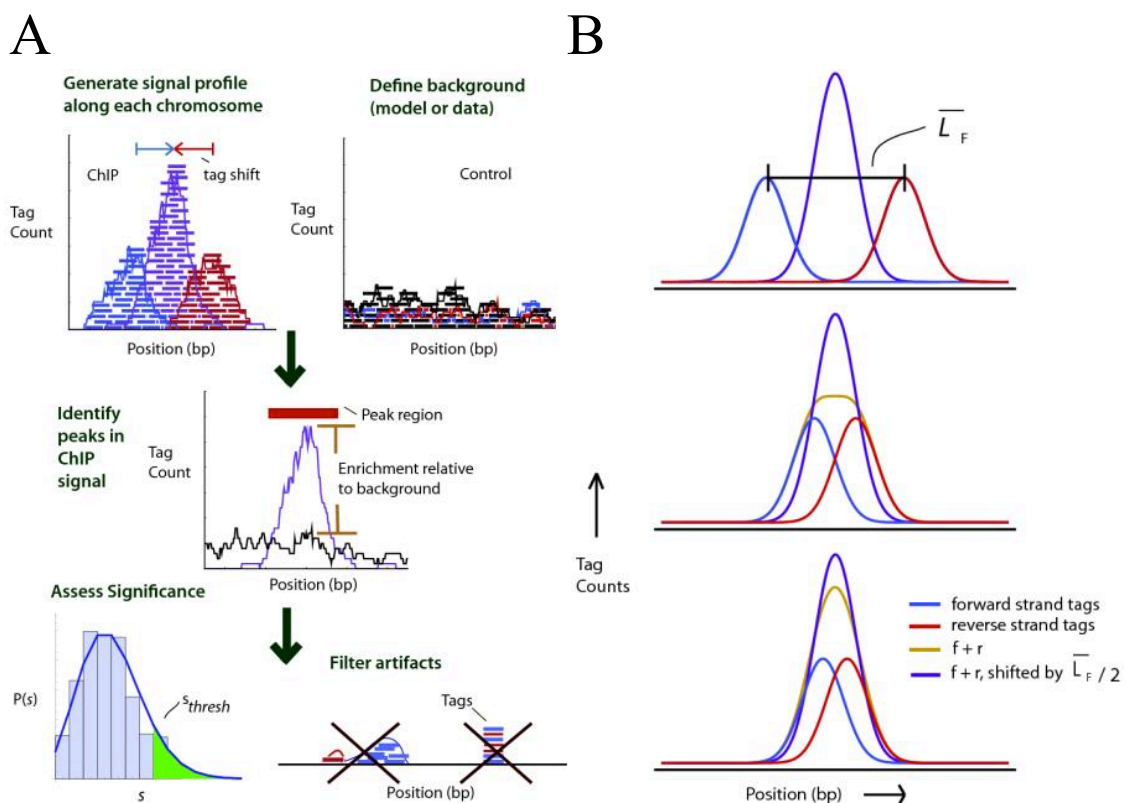 A
B
Generate signal profile
along each chromosome
Define background
(model or data)
ChIP
tag shift
Tag
Count
Position (bp)
Control
Tag
Count
Position (bp)
Identify
peaks in
ChIP
signal
Tag
Count
Peak region
Enrichment relative
to background
Position (bp)
Assess Significance
P(s)
sthresh
s
Filter artifacts
Tags
Position (bp)
L F
Tag
Counts
forward strand tags
reverse strand tags
f + r
f + r, shifted by L F / 2
Position (bp)